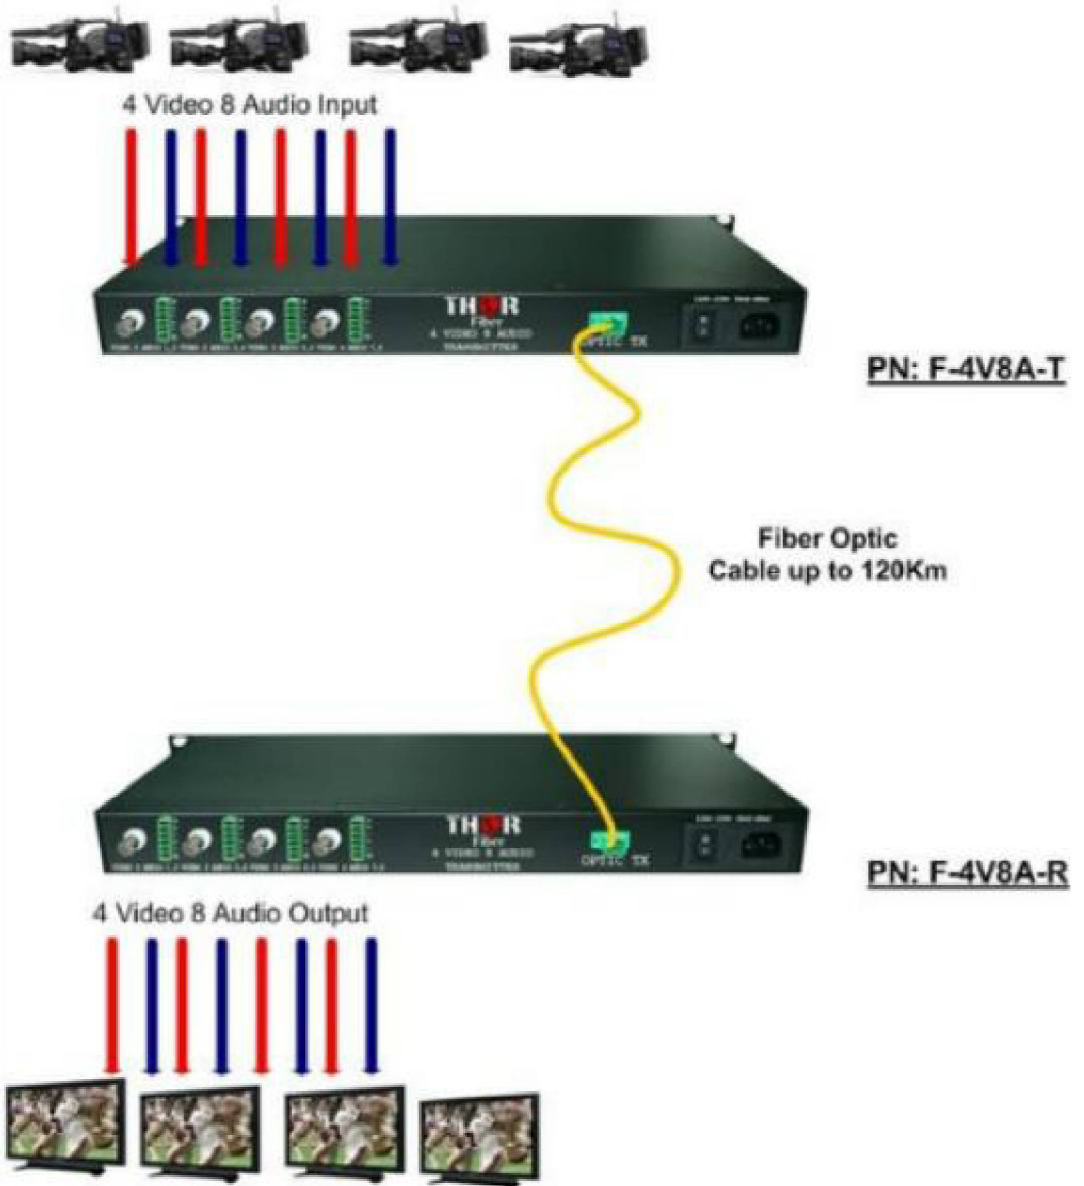 4 Video 8 Audio Input
THOR
Fiber
4 VIDEO 8 AUDIO
TRANSMITTER
OPTIC TX
PN: F-4V8A-T
Fiber Optic
Cable up to 120Km
THOR
Fiber
4 VIDEO 8 AUDIO
TRANSMITTER
OPTIC TX
PN: F-4V8A-R
4 Video 8 Audio Output